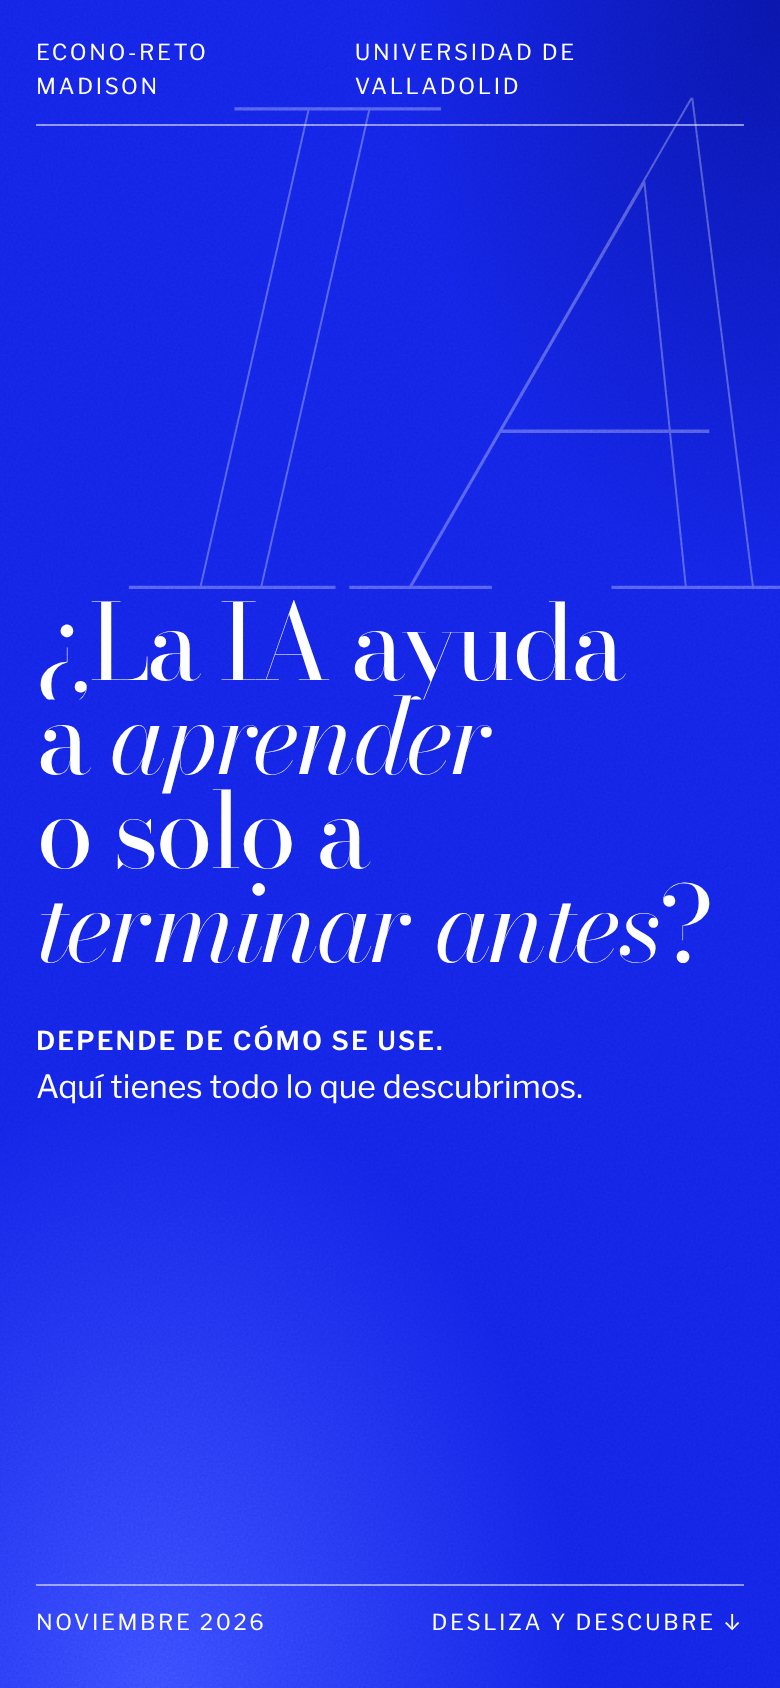 ECONO-RETO
MADISON
UNIVERSIDAD DE
VALLADOLID
IA
¿La IA ayuda
a aprender
o solo a
terminar antes?
DEPENDE DE CÓMO SE USE.
Aquí tienes todo lo que descubrimos.
NOVIEMBRE 2026
DESLIZA Y DESCUBRE ↓